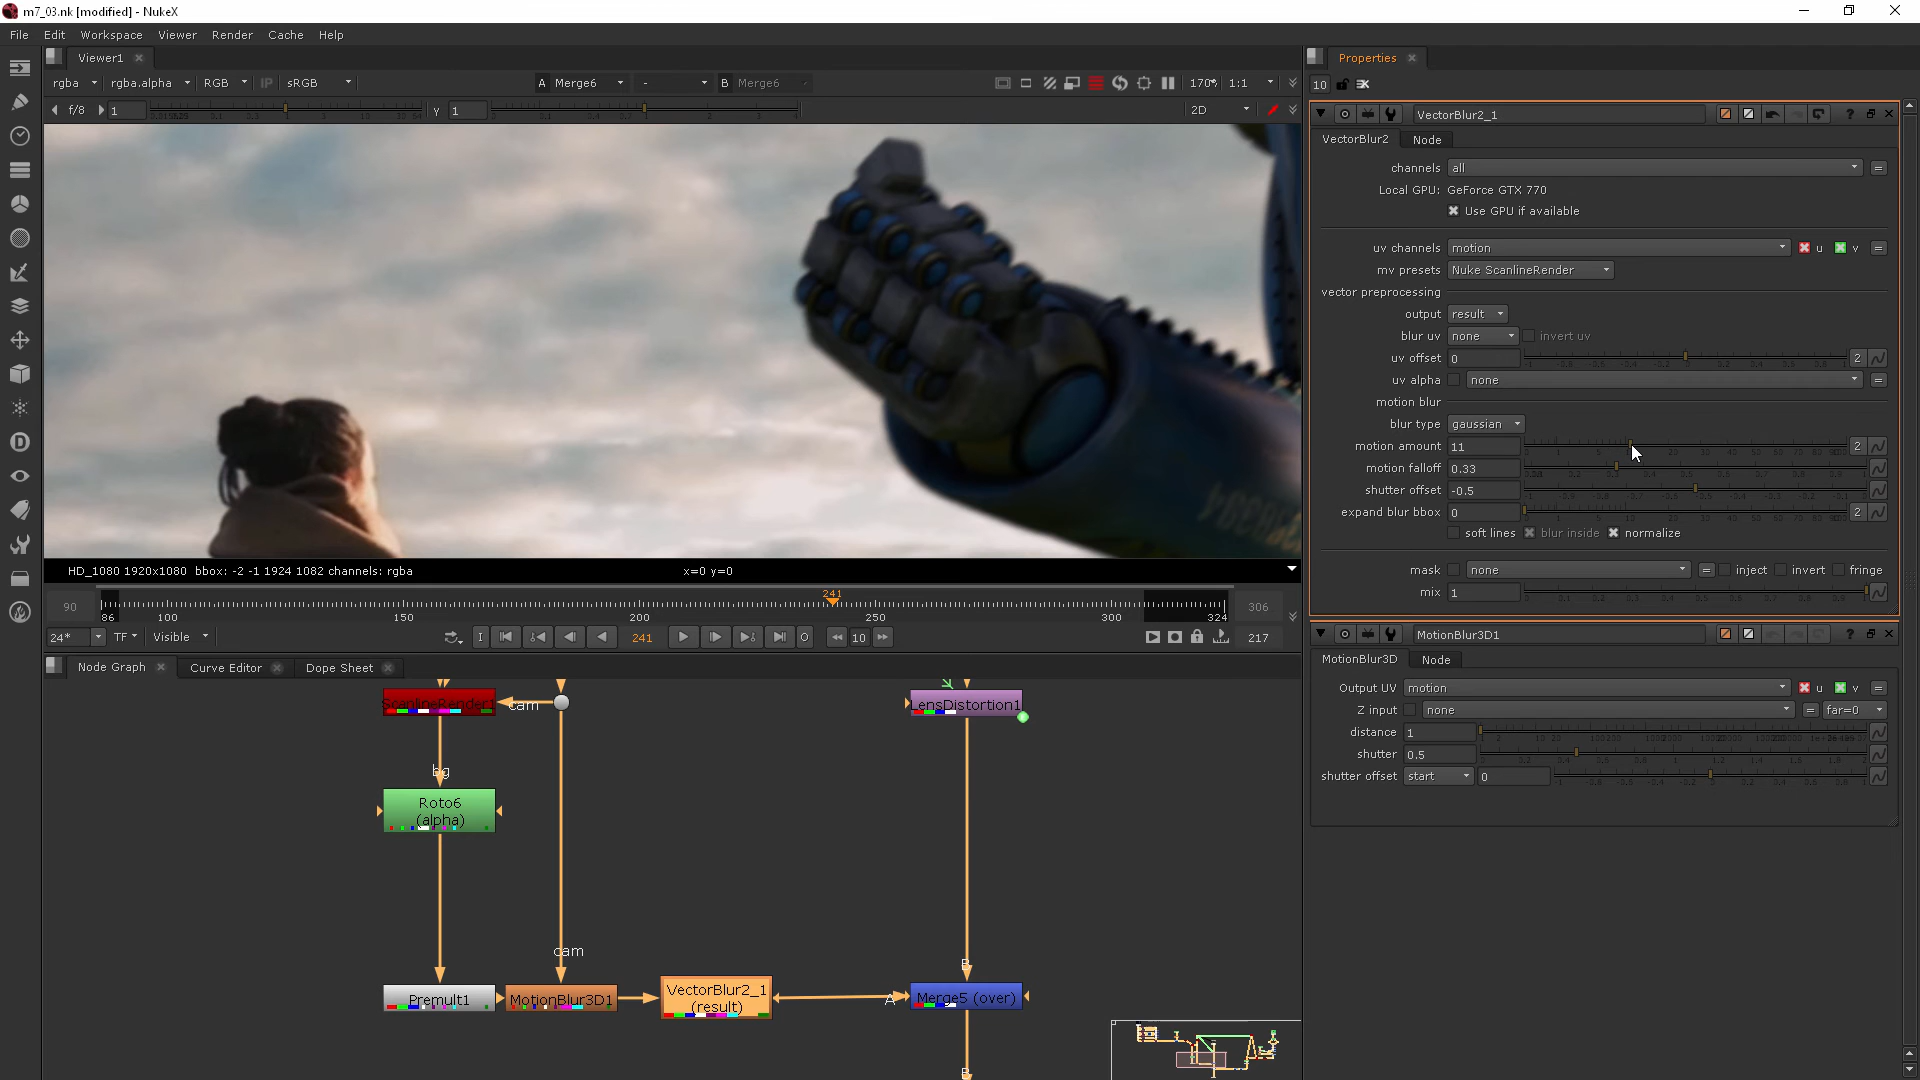 m7_03.nk [modified] - NukeX
File Edit Workspace Viewer Render Cache Help
Viewer1
Properties
rgba rgba.alpha RGB IP sRGB A Merge6 - B Merge6 1:1
10
f/8 1 Y 1 2D
VectorBlur2_1
VectorBlur2 Node
channels all
Local GPU: GeForce GTX 770
Use GPU if available
uv channels motion u v
mv presets Nuke ScanlineRender
vector preprocessing
output result
blur uv none invert uv
uv offset 0 2
uv alpha none
motion blur
blur type gaussian
motion amount 11 2
motion falloff 0.33
shutter offset -0.5
expand blur bbox 0 2
soft lines blur inside normalize
mask none inject invert fringe
mix 1
HD_1080 1920x1080 bbox: -2 -1 1924 1082 channels: rgba x=0 y=0
241
90 86 100 150 200 250 300 324 306
24* TF Visible I 241 O 10 217
MotionBlur3D1
MotionBlur3D Node
Output UV motion u v
Z input none far=0
distance 1
shutter 0.5
shutter offset start 0
Node Graph Curve Editor Dope Sheet
ScanlineRender1 cam
LensDistortion1
bg
Roto6
(alpha)
cam
B
Premult1
MotionBlur3D1
VectorBlur2_1
(result)
A
Merge5 (over)
B